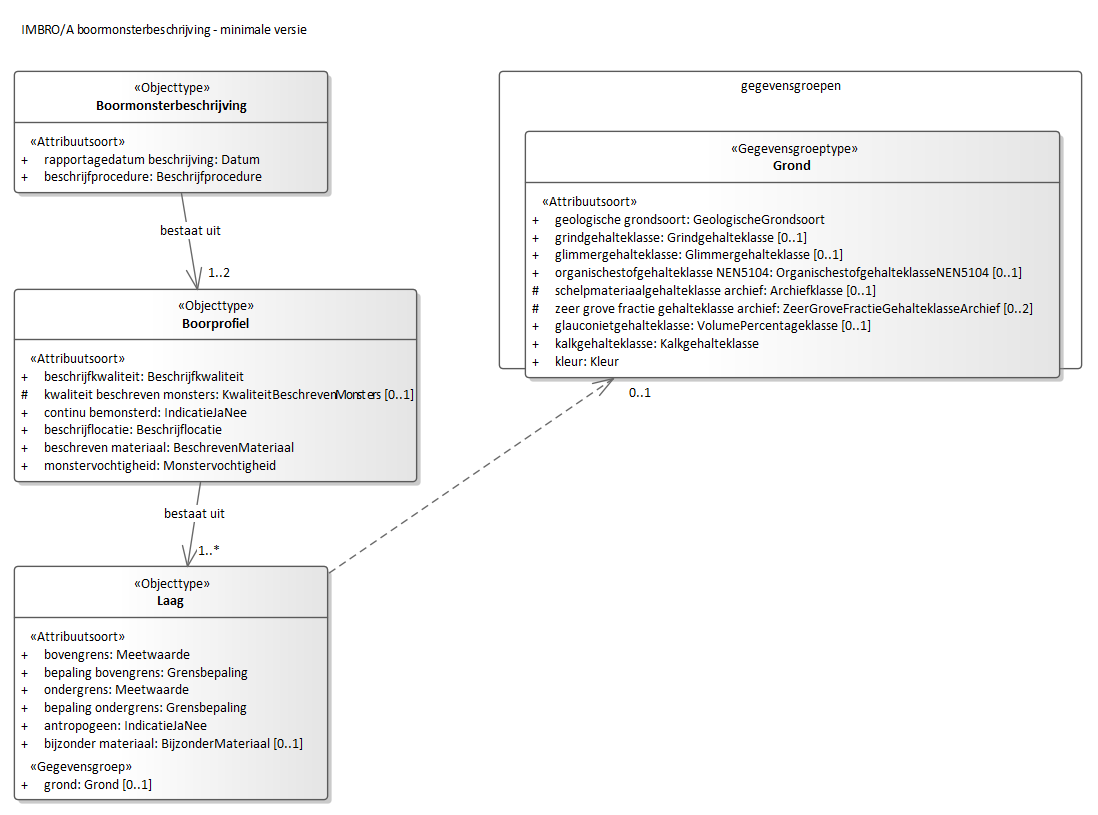 IMBRO/A boormonsterbeschrijving - minimale versie
«Objecttype»
Boormonsterbeschrijving
«Attribuutsoort»
+ rapportagedatum beschrijving: Datum
+ beschrijfprocedure: Beschrijfprocedure
bestaat uit
1..2
«Objecttype»
Boorprofiel
«Attribuutsoort»
+ beschrijfkwaliteit: Beschrijfkwaliteit
# kwaliteit beschreven monsters: KwaliteitBeschrevenMonsters [0..1]
+ continu bemonsterd: IndicatieJaNee
+ beschrijflocatie: Beschrijflocatie
+ beschreven materiaal: BeschrevenMateriaal
+ monstervochtigheid: Monstervochtigheid
bestaat uit
1..*
«Objecttype»
Laag
«Attribuutsoort»
+ bovengrens: Meetwaarde
+ bepaling bovengrens: Grensbepaling
+ ondergrens: Meetwaarde
+ bepaling ondergrens: Grensbepaling
+ antropogeen: IndicatieJaNee
+ bijzonder materiaal: BijzonderMateriaal [0..1]
«Gegevensgroep»
+ grond: Grond [0..1]
gegevensgroepen
«Gegevensgroeptype»
Grond
«Attribuutsoort»
+ geologische grondsoort: GeologischeGrondsoort
+ grindgehalteklasse: Grindgehalteklasse [0..1]
+ glimmergehalteklasse: Glimmergehalteklasse [0..1]
+ organischestofgehalteklasse NEN5104: OrganischestofgehalteklasseNEN5104 [0..1]
# schelpmateriaalgehalteklasse archief: Archiefklasse [0..1]
# zeer grove fractie gehalteklasse archief: ZeerGroveFractieGehalteklasseArchief [0..2]
+ glauconietgehalteklasse: VolumePercentageklasse [0..1]
+ kalkgehalteklasse: Kalkgehalteklasse
+ kleur: Kleur
0..1